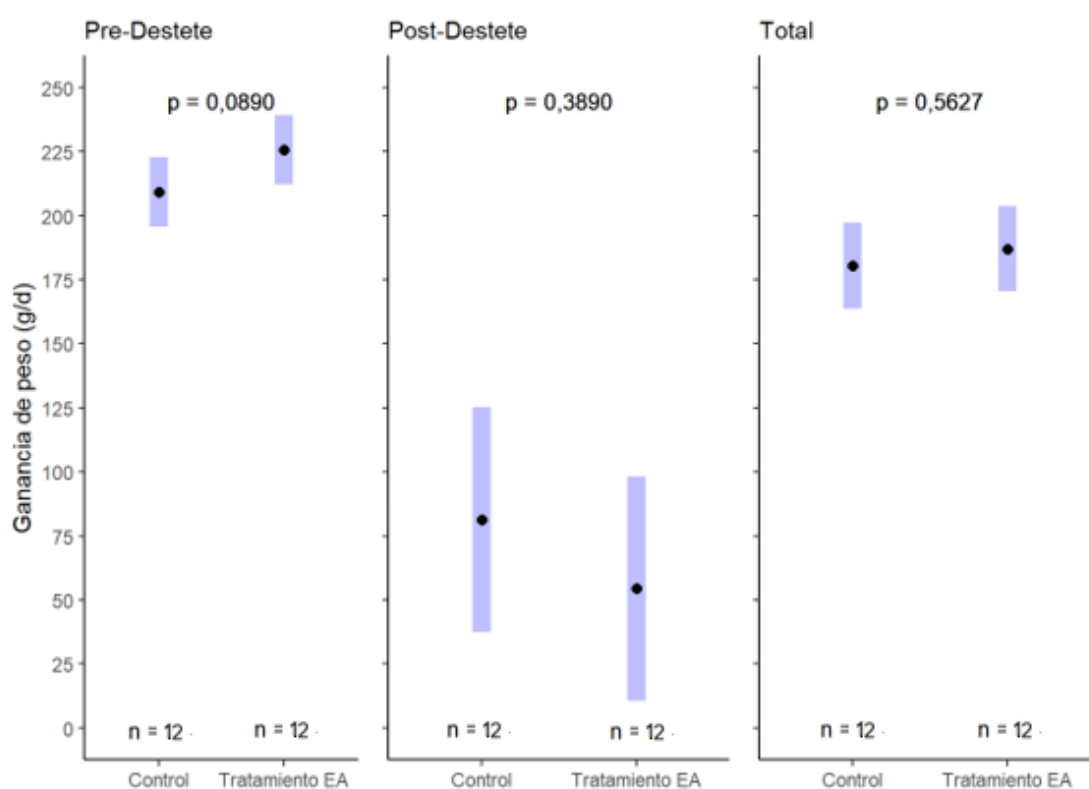 Pre-Destete
Post-Destete
Total
Ganancia de peso (g/d)
250
225
200
175
150
125
100
75
50
25
0
p = 0,0890
p = 0,3890
p = 0,5627
n = 12
n = 12
n = 12
n = 12
n = 12
n = 12
Control
Tratamiento EA
Control
Tratamiento EA
Control
Tratamiento EA